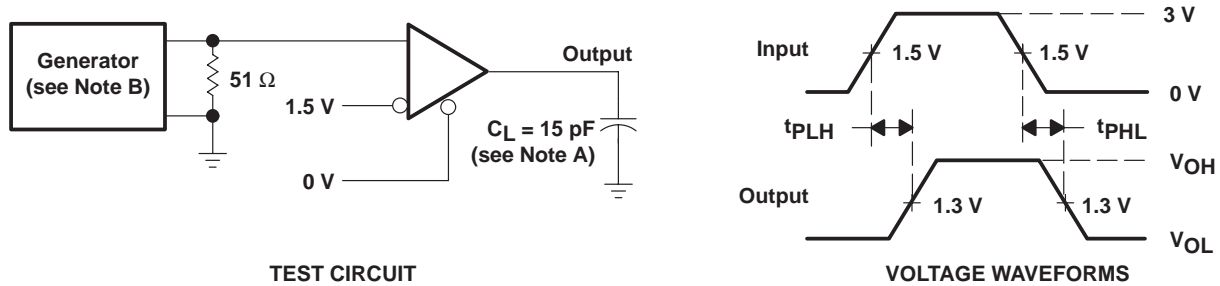 Generator
(see Note B)
51 Ω
1.5 V
0 V
Output
CL = 15 pF
(see Note A)
TEST CIRCUIT
3 V
Input
1.5 V
1.5 V
0 V
tPLH
tPHL
VOH
Output
1.3 V
1.3 V
VOL
VOLTAGE WAVEFORMS